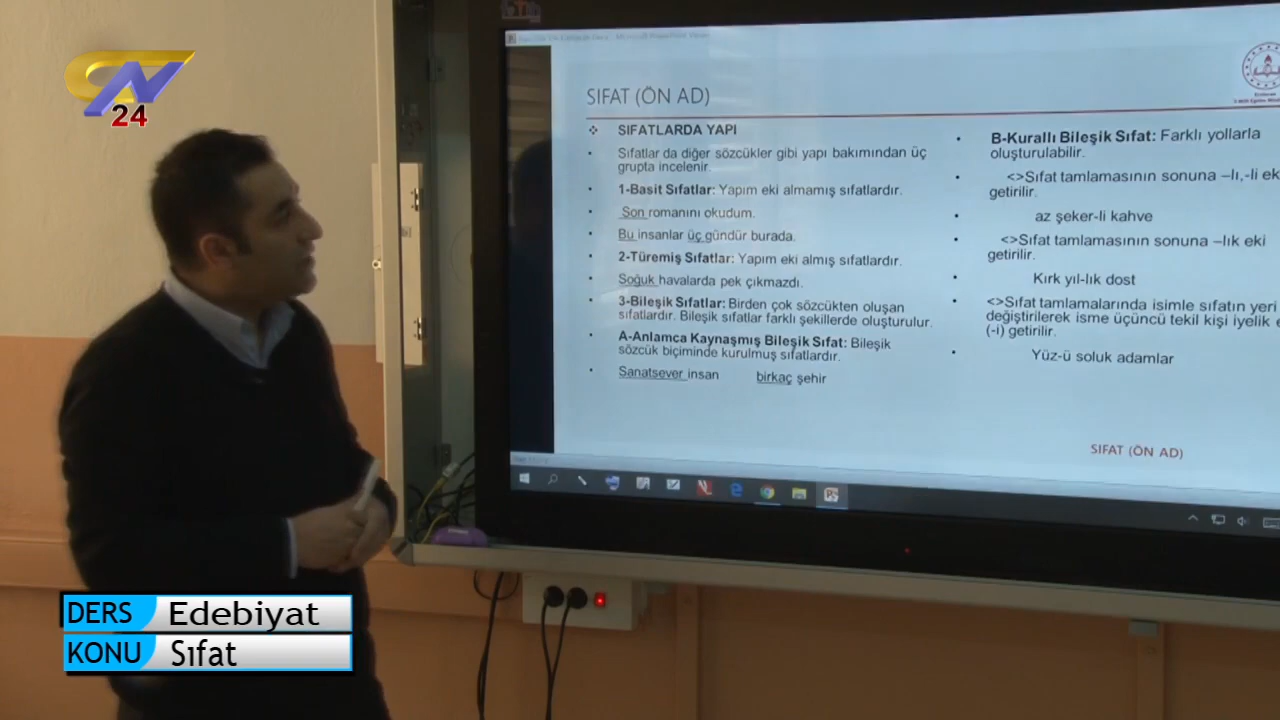 24
SIFAT (ÖN AD)
SIFATLARDA YAPI
Sıfatlar da diğer sözcükler gibi yapı bakımından üç
grupta incelenir.
1-Basit Sıfatlar: Yapım eki almamış sıfatlardır.
Son romanını okudum.
Bu insanlar üç gündür burada.
2-Türemiş Sıfatlar: Yapım eki almış sıfatlardır.
Soğuk havalarda pek çıkmazdı.
3-Bileşik Sıfatlar: Birden çok sözcükten oluşan
sıfatlardır. Bileşik sıfatlar farklı şekillerde oluşturulur.
A-Anlamca Kaynaşmış Bileşik Sıfat: Bileşik
sözcük biçiminde kurulmuş sıfatlardır.
Sanatsever insan birkaç şehir
B-Kurallı Bileşik Sıfat: Farklı yollarla
oluşturulabilir.
<>Sıfat tamlamasının sonuna –lı,-li ek
getirilir.
az şeker-li kahve
<>Sıfat tamlamasının sonuna –lık eki
getirilir.
Kırk yıl-lık dost
<>Sıfat tamlamalarında isimle sıfatın yeri
değiştirilerek isme üçüncü tekil kişi iyelik e
(-i) getirilir.
Yüz-ü soluk adamlar
SIFAT (ÖN AD)
DERS Edebiyat
KONU Sıfat